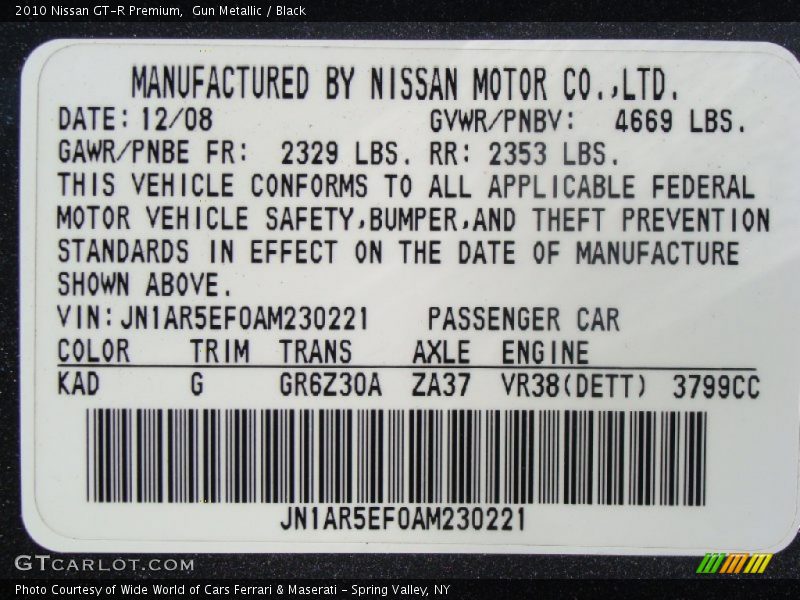 2010 Nissan GT-R Premium, Gun Metallic / Black
MANUFACTURED BY NISSAN MOTOR CO.,LTD.
DATE: 12/08 GVWR/PNBV: 4669 LBS.
GAWR/PNBE FR: 2329 LBS. RR: 2353 LBS.
THIS VEHICLE CONFORMS TO ALL APPLICABLE FEDERAL
MOTOR VEHICLE SAFETY,BUMPER,AND THEFT PREVENTION
STANDARDS IN EFFECT ON THE DATE OF MANUFACTURE
SHOWN ABOVE.
VIN: JN1AR5EF0AM230221 PASSENGER CAR
COLOR TRIM TRANS AXLE ENGINE
KAD G GR6Z30A ZA37 VR38(DETT) 3799CC
JN1AR5EF0AM230221
GTCARLOT.COM
Photo Courtesy of Wide World of Cars Ferrari & Maserati - Spring Valley, NY